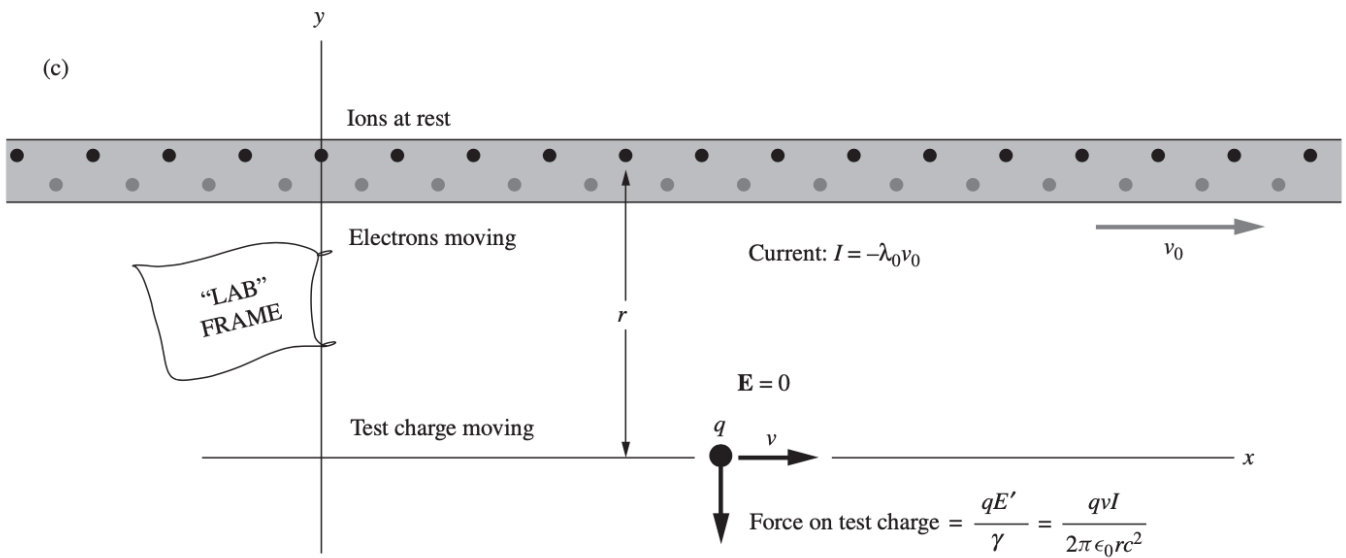 y
(c)
Ions at rest
Electrons moving
Current: I = −λ₀v₀
v₀
“LAB”
FRAME
r
E = 0
Test charge moving
q
v
x
Force on test charge = qE′/γ = qvI/2πϵ₀rc²